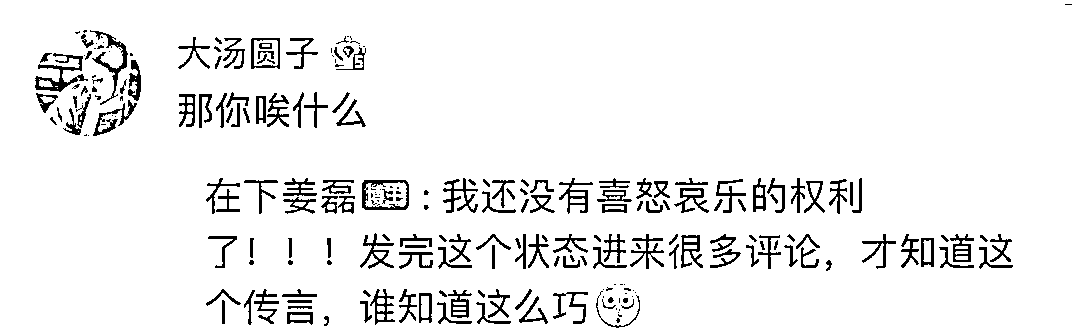 大汤圆子
那你唉什么
在下姜磊：我还没有喜怒哀乐的权利
了！！！发完这个状态进来很多评论，才知道这
个传言，谁知道这么巧